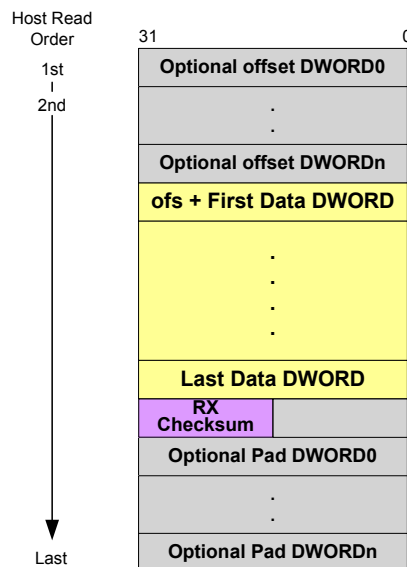 Host Read
Order
31
0
1st
2nd
Optional offset DWORD0
.
.
Optional offset DWORDn
ofs + First Data DWORD
.
.
.
.
Last Data DWORD
RX
Checksum
Optional Pad DWORD0
.
.
Optional Pad DWORDn
Last